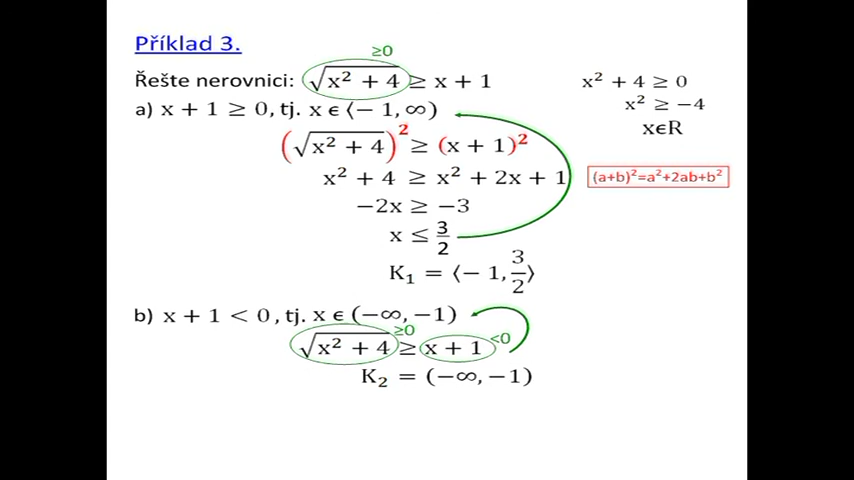 Příklad 3.
≥0
Řešte nerovnici: √x² + 4 ≥ x + 1
x² + 4 ≥ 0
a) x + 1 ≥ 0, tj. x ϵ ⟨− 1, ∞)
x² ≥ −4
xϵR
(√x² + 4)² ≥ (x + 1)²
x² + 4 ≥ x² + 2x + 1
(a+b)²=a²+2ab+b²
−2x ≥ −3
x ≤ 3/2
K₁ = ⟨− 1, 3/2⟩
b) x + 1 < 0, tj. x ϵ (−∞, −1)
≥0
<0
√x² + 4 ≥ x + 1
K₂ = (−∞, −1)